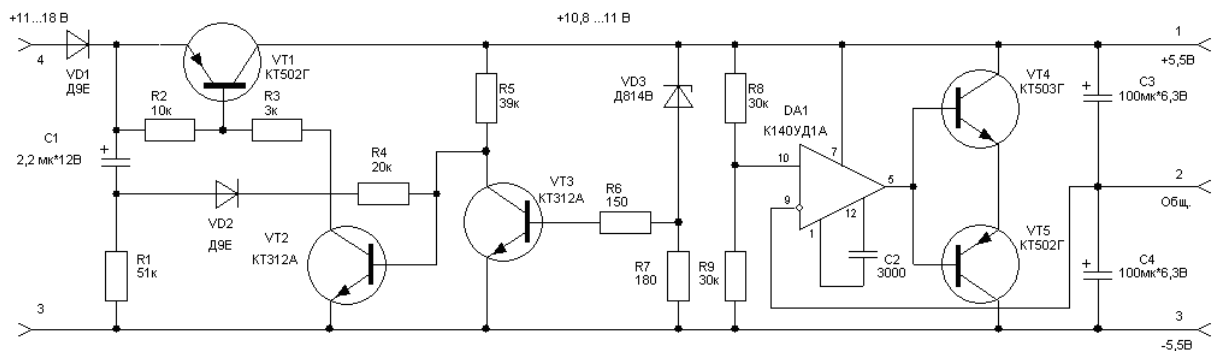 +11...18 В
+10,8 ...11 В
4
1
+5,5В
VD1
Д9Е
VT1
КТ502Г
R2
10к
R3
3к
R5
39к
VD3
Д814В
R8
30к
DA1
К140УД1А
VT4
КТ503Г
C3
100мк*6,3В
+
C1
+
2,2 мк*12В
R4
20к
VT3
КТ312А
R6
150
10
7
5
9
12
1
2
Общ.
VD2
Д9Е
VT2
КТ312А
VT5
КТ502Г
R1
51к
R7
180
R9
30к
C2
3000
+
C4
100мк*6,3В
3
3
-5,5В